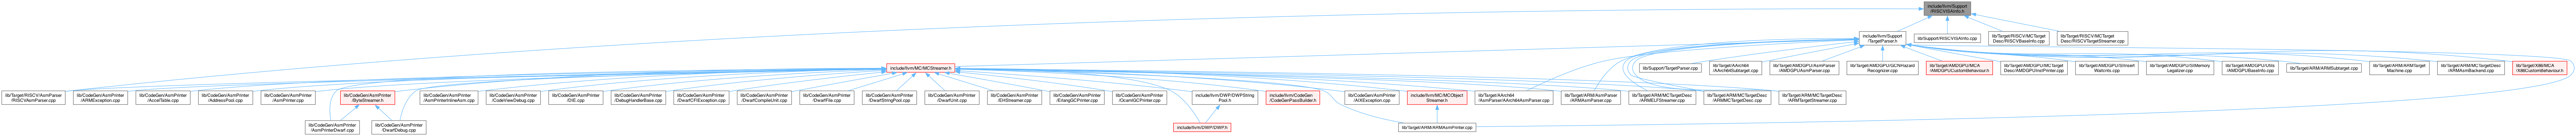 include/llvm/Support
/RISCVISAInfo.h
include/llvm/Support
/TargetParser.h
lib/Support/RISCVISAInfo.cpp
lib/Target/RISCV/MCTarget
Desc/RISCVBaseInfo.cpp
lib/Target/RISCV/MCTarget
Desc/RISCVTargetStreamer.cpp
include/llvm/MC/MCStreamer.h
lib/Support/TargetParser.cpp
lib/Target/AArch64
/AArch64Subtarget.cpp
lib/Target/AMDGPU/AsmParser
/AMDGPUAsmParser.cpp
lib/Target/AMDGPU/GCNHazard
Recognizer.cpp
lib/Target/AMDGPU/MCA
/AMDGPUCustomBehaviour.h
lib/Target/AMDGPU/MCTarget
Desc/AMDGPUInstPrinter.cpp
lib/Target/AMDGPU/SIInsert
Waitcnts.cpp
lib/Target/AMDGPU/SIMemory
Legalizer.cpp
lib/Target/AMDGPU/Utils
/AMDGPUBaseInfo.cpp
lib/Target/ARM/ARMSubtarget.cpp
lib/Target/ARM/ARMTarget
Machine.cpp
lib/Target/ARM/MCTargetDesc
/ARMAsmBackend.cpp
lib/Target/X86/MCA
/X86CustomBehaviour.h
lib/Target/RISCV/AsmParser
/RISCVAsmParser.cpp
lib/CodeGen/AsmPrinter
/ARMException.cpp
lib/CodeGen/AsmPrinter
/AccelTable.cpp
lib/CodeGen/AsmPrinter
/AddressPool.cpp
lib/CodeGen/AsmPrinter
/AsmPrinter.cpp
lib/CodeGen/AsmPrinter
/ByteStreamer.h
lib/CodeGen/AsmPrinter
/AsmPrinterInlineAsm.cpp
lib/CodeGen/AsmPrinter
/CodeViewDebug.cpp
lib/CodeGen/AsmPrinter
/DIE.cpp
lib/CodeGen/AsmPrinter
/DebugHandlerBase.cpp
lib/CodeGen/AsmPrinter
/DwarfCFIException.cpp
lib/CodeGen/AsmPrinter
/DwarfCompileUnit.cpp
lib/CodeGen/AsmPrinter
/DwarfFile.cpp
lib/CodeGen/AsmPrinter
/DwarfStringPool.cpp
lib/CodeGen/AsmPrinter
/DwarfUnit.cpp
lib/CodeGen/AsmPrinter
/EHStreamer.cpp
lib/CodeGen/AsmPrinter
/ErlangGCPrinter.cpp
lib/CodeGen/AsmPrinter
/OcamlGCPrinter.cpp
include/llvm/DWP/DWPString
Pool.h
include/llvm/CodeGen
/CodeGenPassBuilder.h
lib/CodeGen/AsmPrinter
/AIXException.cpp
include/llvm/MC/MCObject
Streamer.h
lib/Target/AArch64
/AsmParser/AArch64AsmParser.cpp
lib/Target/ARM/AsmParser
/ARMAsmParser.cpp
lib/Target/ARM/MCTargetDesc
/ARMELFStreamer.cpp
lib/Target/ARM/MCTargetDesc
/ARMMCTargetDesc.cpp
lib/Target/ARM/MCTargetDesc
/ARMTargetStreamer.cpp
lib/CodeGen/AsmPrinter
/AsmPrinterDwarf.cpp
lib/CodeGen/AsmPrinter
/DwarfDebug.cpp
include/llvm/DWP/DWP.h
lib/Target/ARM/ARMAsmPrinter.cpp